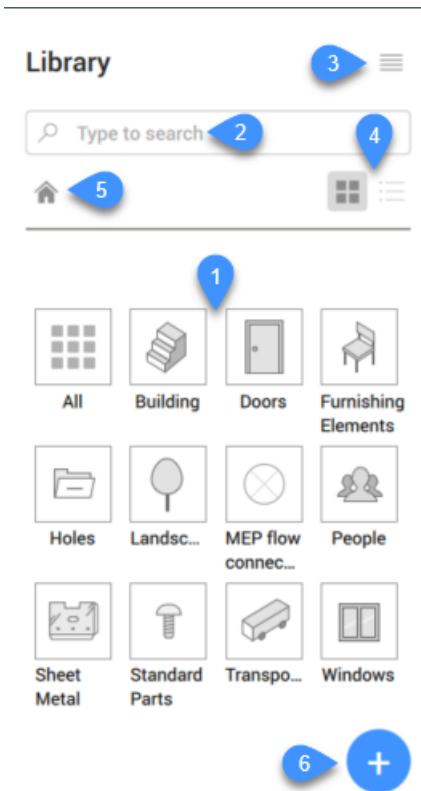 Library
3
Type to search
2
4
5
1
All
Building
Doors
Furnishing
Elements
Holes
Landsc...
MEP flow
connec...
People
Sheet
Metal
Standard
Parts
Transpo...
Windows
6
+